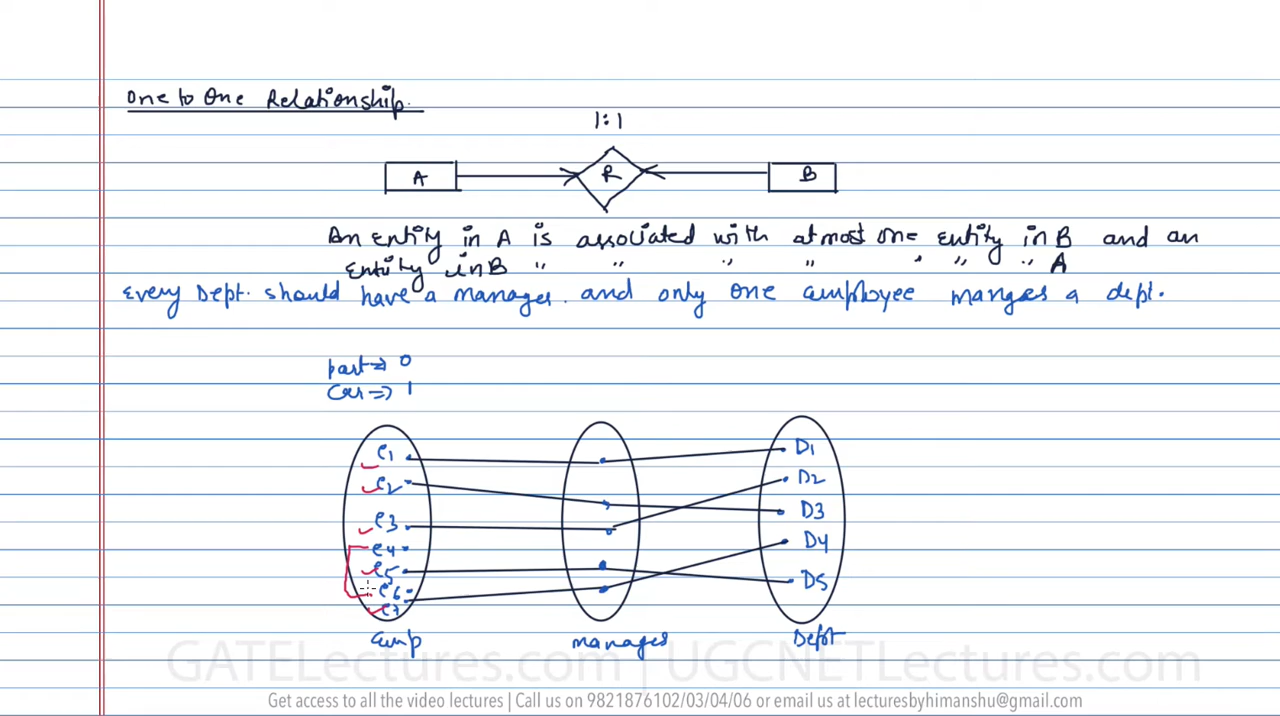 One to One Relationship.
1:1
A R B
An entity in A is associated with atmost one entity in B and an
entity in B " " " " " " " A
Every Dept. should have a manager. and only one employee manges a dept.
part => 0
Car => 1
e1 D1
e2 D2
e3 D3
e4 D4
e5 D5
e6
e7
emp manages Dept
GATELectures.com | UGCNETLectures.com
Get access to all the video lectures | Call us on 9821876102/03/04/06 or email us at lecturesbyhimanshu@gmail.com